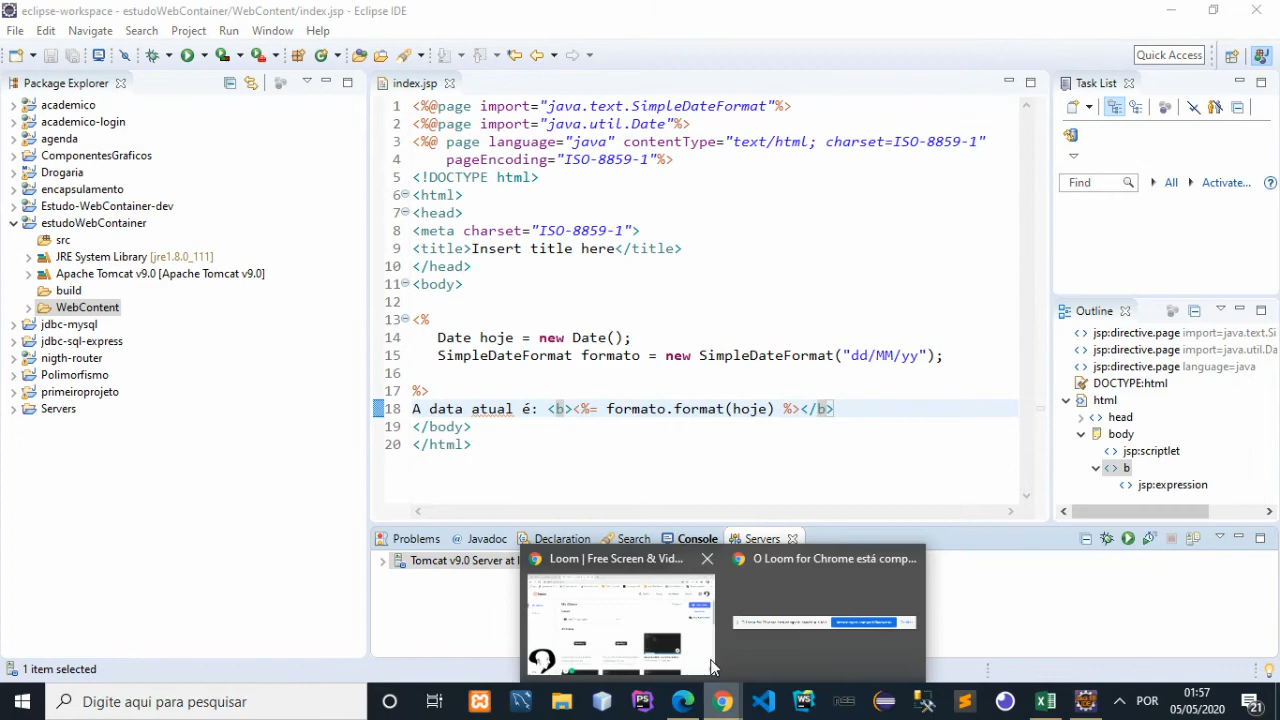 eclipse-workspace - estudoWebContainer/WebContent/index.jsp - Eclipse IDE
File Edit Navigate Search Project Run Window Help
Quick Access
Package Explorer
academico
academico-login
agenda
ComponentesGraficos
Drogaria
encapsulamento
Estudo-WebContainer-dev
estudoWebContainer
src
JRE System Library [jre1.8.0_111]
Apache Tomcat v9.0 [Apache Tomcat v9.0]
build
WebContent
jdbc-mysql
jdbc-sql-express
nigth-router
Polimorfismo
primeiroprojeto
Servers
index.jsp
1 <%@page import="java.text.SimpleDateFormat"%>
2 <%@page import="java.util.Date"%>
3 <%@ page language="java" contentType="text/html; charset=ISO-8859-1"
4 pageEncoding="ISO-8859-1"%>
5 <!DOCTYPE html>
6 <html>
7 <head>
8 <meta charset="ISO-8859-1">
9 <title>Insert title here</title>
10 </head>
11 <body>
12
13 <%
14 Date hoje = new Date();
15 SimpleDateFormat formato = new SimpleDateFormat("dd/MM/yy");
16
17 %>
18 A data atual é: <b><%= formato.format(hoje) %></b>
19 </body>
20 </html>
Task List
Find All Activate...
Outline
jsp:directive.page import=java.text.Si
jsp:directive.page import=java.util.Da
jsp:directive.page language=java
DOCTYPE:html
html
head
body
jsp:scriptlet
b
jsp:expression
Problems Javadoc Declaration Search Console Servers
Tomcat v9.0 Server at l
Loom | Free Screen & Vid...
O Loom for Chrome está comp...
1 item selected
Digite aqui para pesquisar
POR
01:57
05/05/2020
21